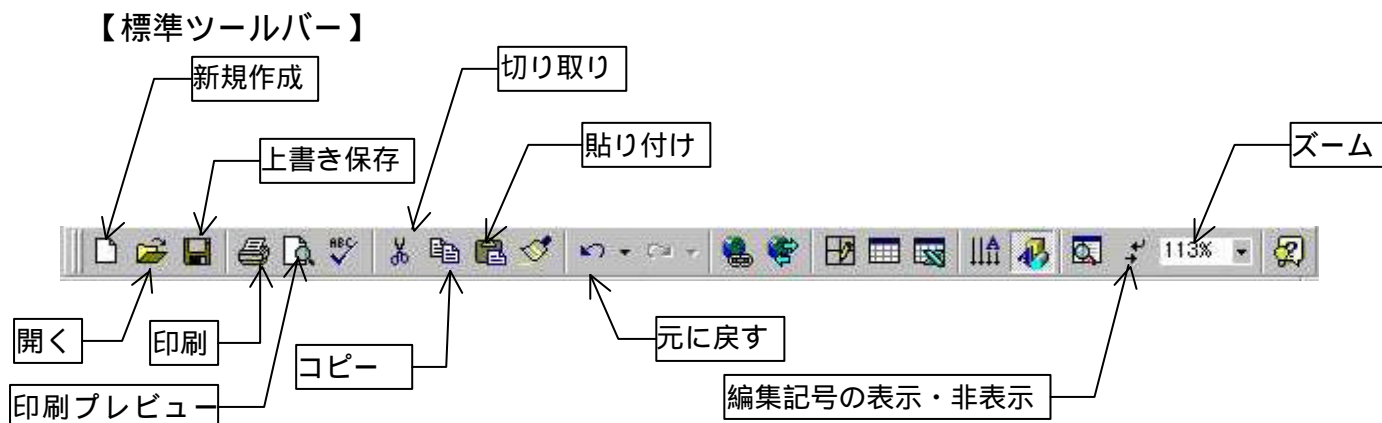 【標準ツールバー】
新規作成
切り取り
上書き保存
貼り付け
ズーム
ABC
113%
開く
印刷
コピー
元に戻す
印刷プレビュー
編集記号の表示・非表示